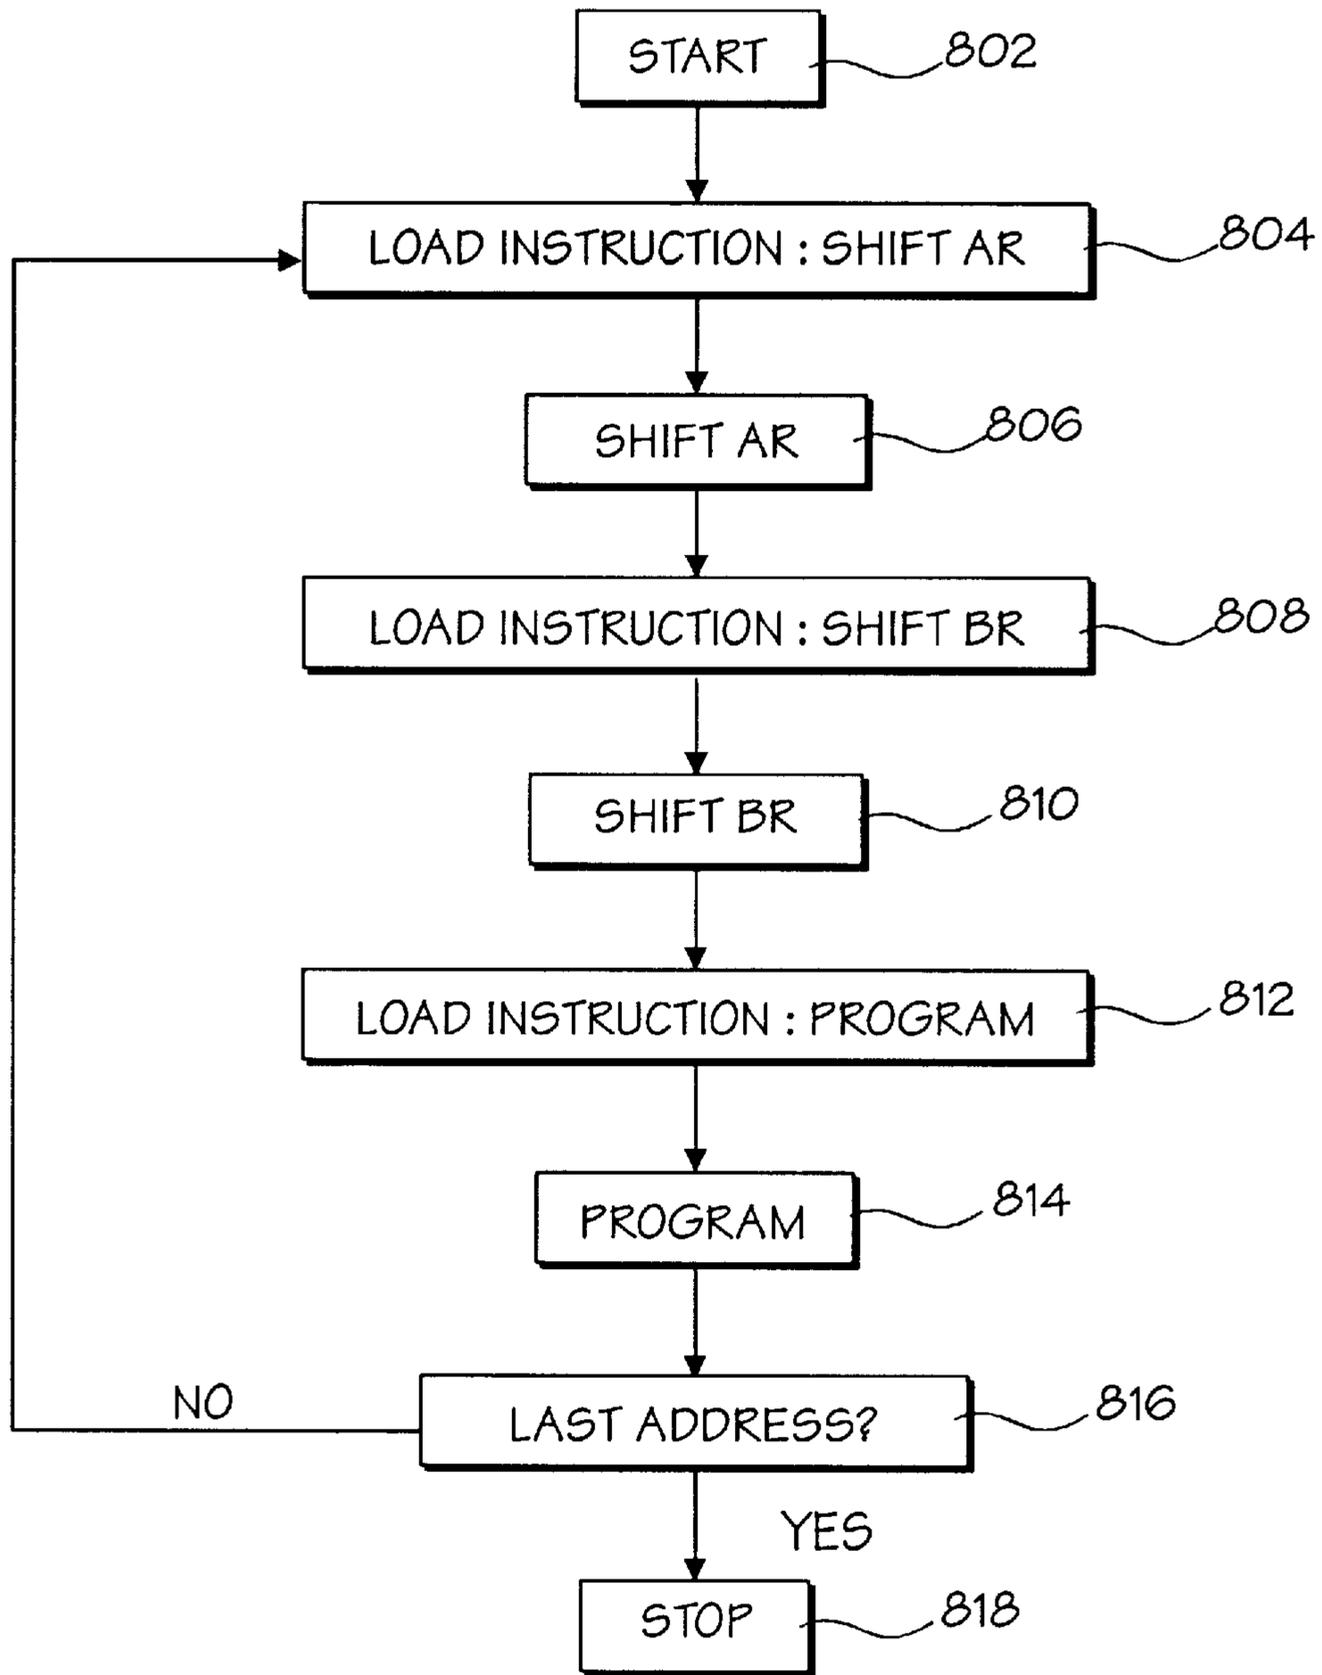 START
802
LOAD INSTRUCTION : SHIFT AR
804
SHIFT AR
806
LOAD INSTRUCTION : SHIFT BR
808
SHIFT BR
810
LOAD INSTRUCTION : PROGRAM
812
PROGRAM
814
NO
LAST ADDRESS?
816
YES
STOP
818